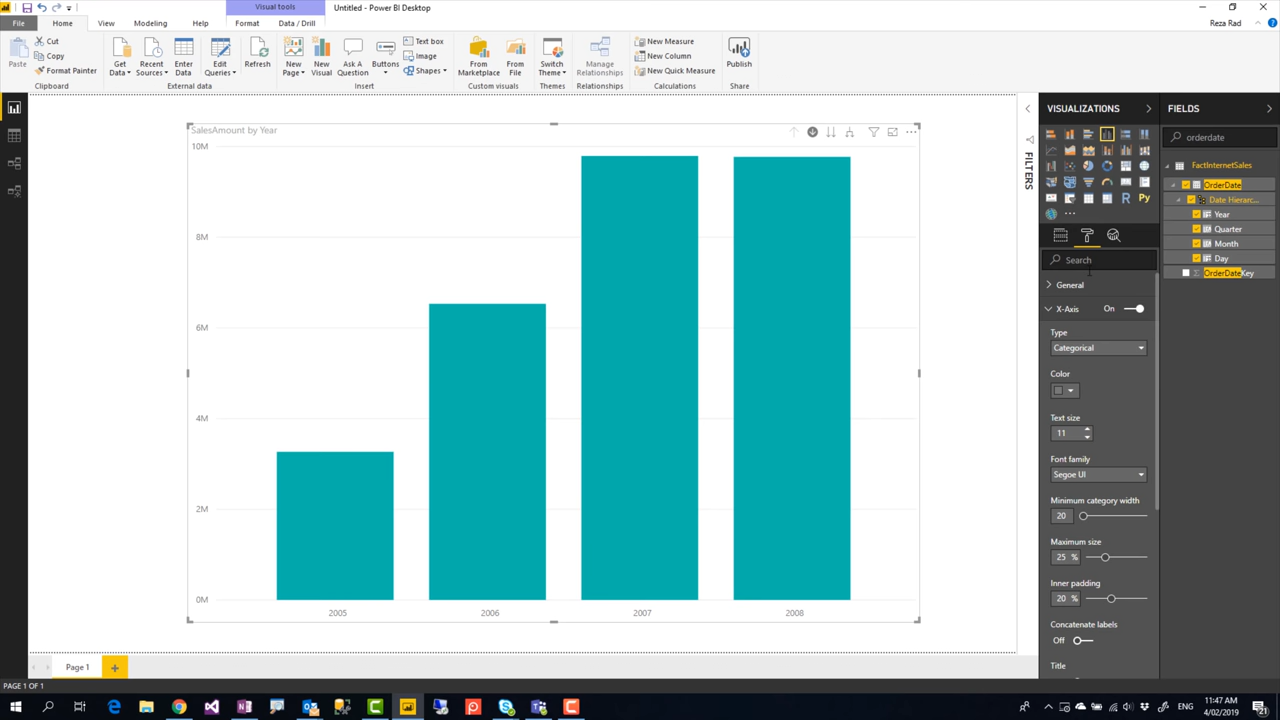 Visual tools
Untitled - Power BI Desktop
File
Home
View
Modeling
Help
Format
Data / Drill
Reza Rad
Paste
Cut
Copy
Format Painter
Clipboard
Get Data
Recent Sources
Enter Data
Edit Queries
Refresh
External data
New Page
New Visual
Ask A Question
Buttons
Text box
Image
Shapes
Insert
From Marketplace
From File
Custom visuals
Switch Theme
Themes
Manage Relationships
Relationships
New Measure
New Column
New Quick Measure
Calculations
Publish
Share
SalesAmount by Year
10M
8M
6M
4M
2M
0M
2005
2006
2007
2008
FILTERS
VISUALIZATIONS
R
Py
Search
General
X-Axis
On
Type
Categorical
Color
Text size
11
Font family
Segoe UI
Minimum category width
20
Maximum size
25 %
Inner padding
20 %
Concatenate labels
Off
Title
FIELDS
orderdate
FactInternetSales
OrderDate
Date Hierarc...
Year
Quarter
Month
Day
OrderDateKey
Page 1
PAGE 1 OF 1
ENG
11:47 AM
4/02/2019